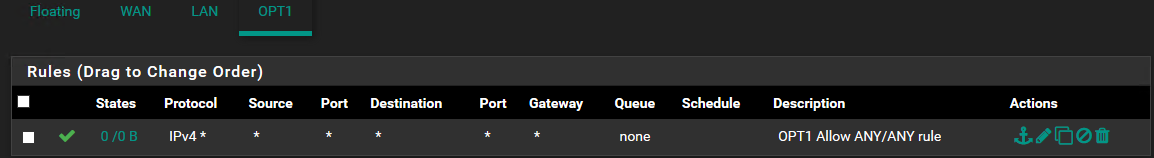 Floating WAN LAN OPT1
Rules (Drag to Change Order)
States Protocol Source Port Destination Port Gateway Queue Schedule Description Actions
0 /0 B IPv4 * * * * * * none OPT1 Allow ANY/ANY rule